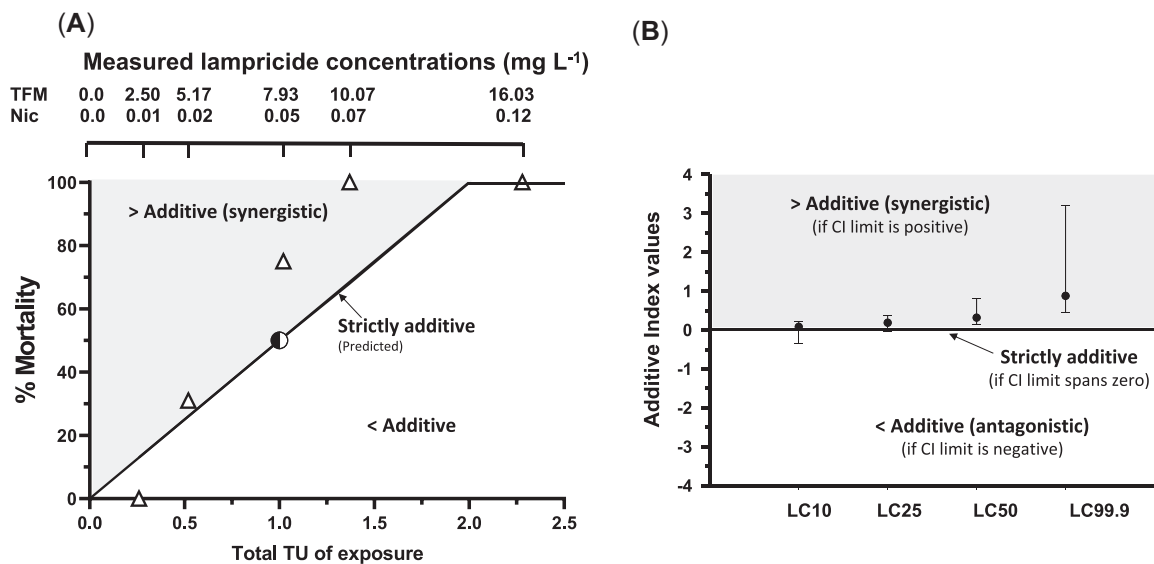 (A)
Measured lampricide concentrations (mg L-1)
TFM 0.0 2.50 5.17 7.93 10.07 16.03
Nic 0.0 0.01 0.02 0.05 0.07 0.12
100
80
60
40
20
0
% Mortality
> Additive (synergistic)
Strictly additive
(Predicted)
< Additive
0.0 0.5 1.0 1.5 2.0 2.5
Total TU of exposure
(B)
4
3
2
1
0
-1
-2
-3
-4
Additive Index values
> Additive (synergistic)
(if CI limit is positive)
Strictly additive
(if CI limit spans zero)
< Additive (antagonistic)
(if CI limit is negative)
LC10 LC25 LC50 LC99.9